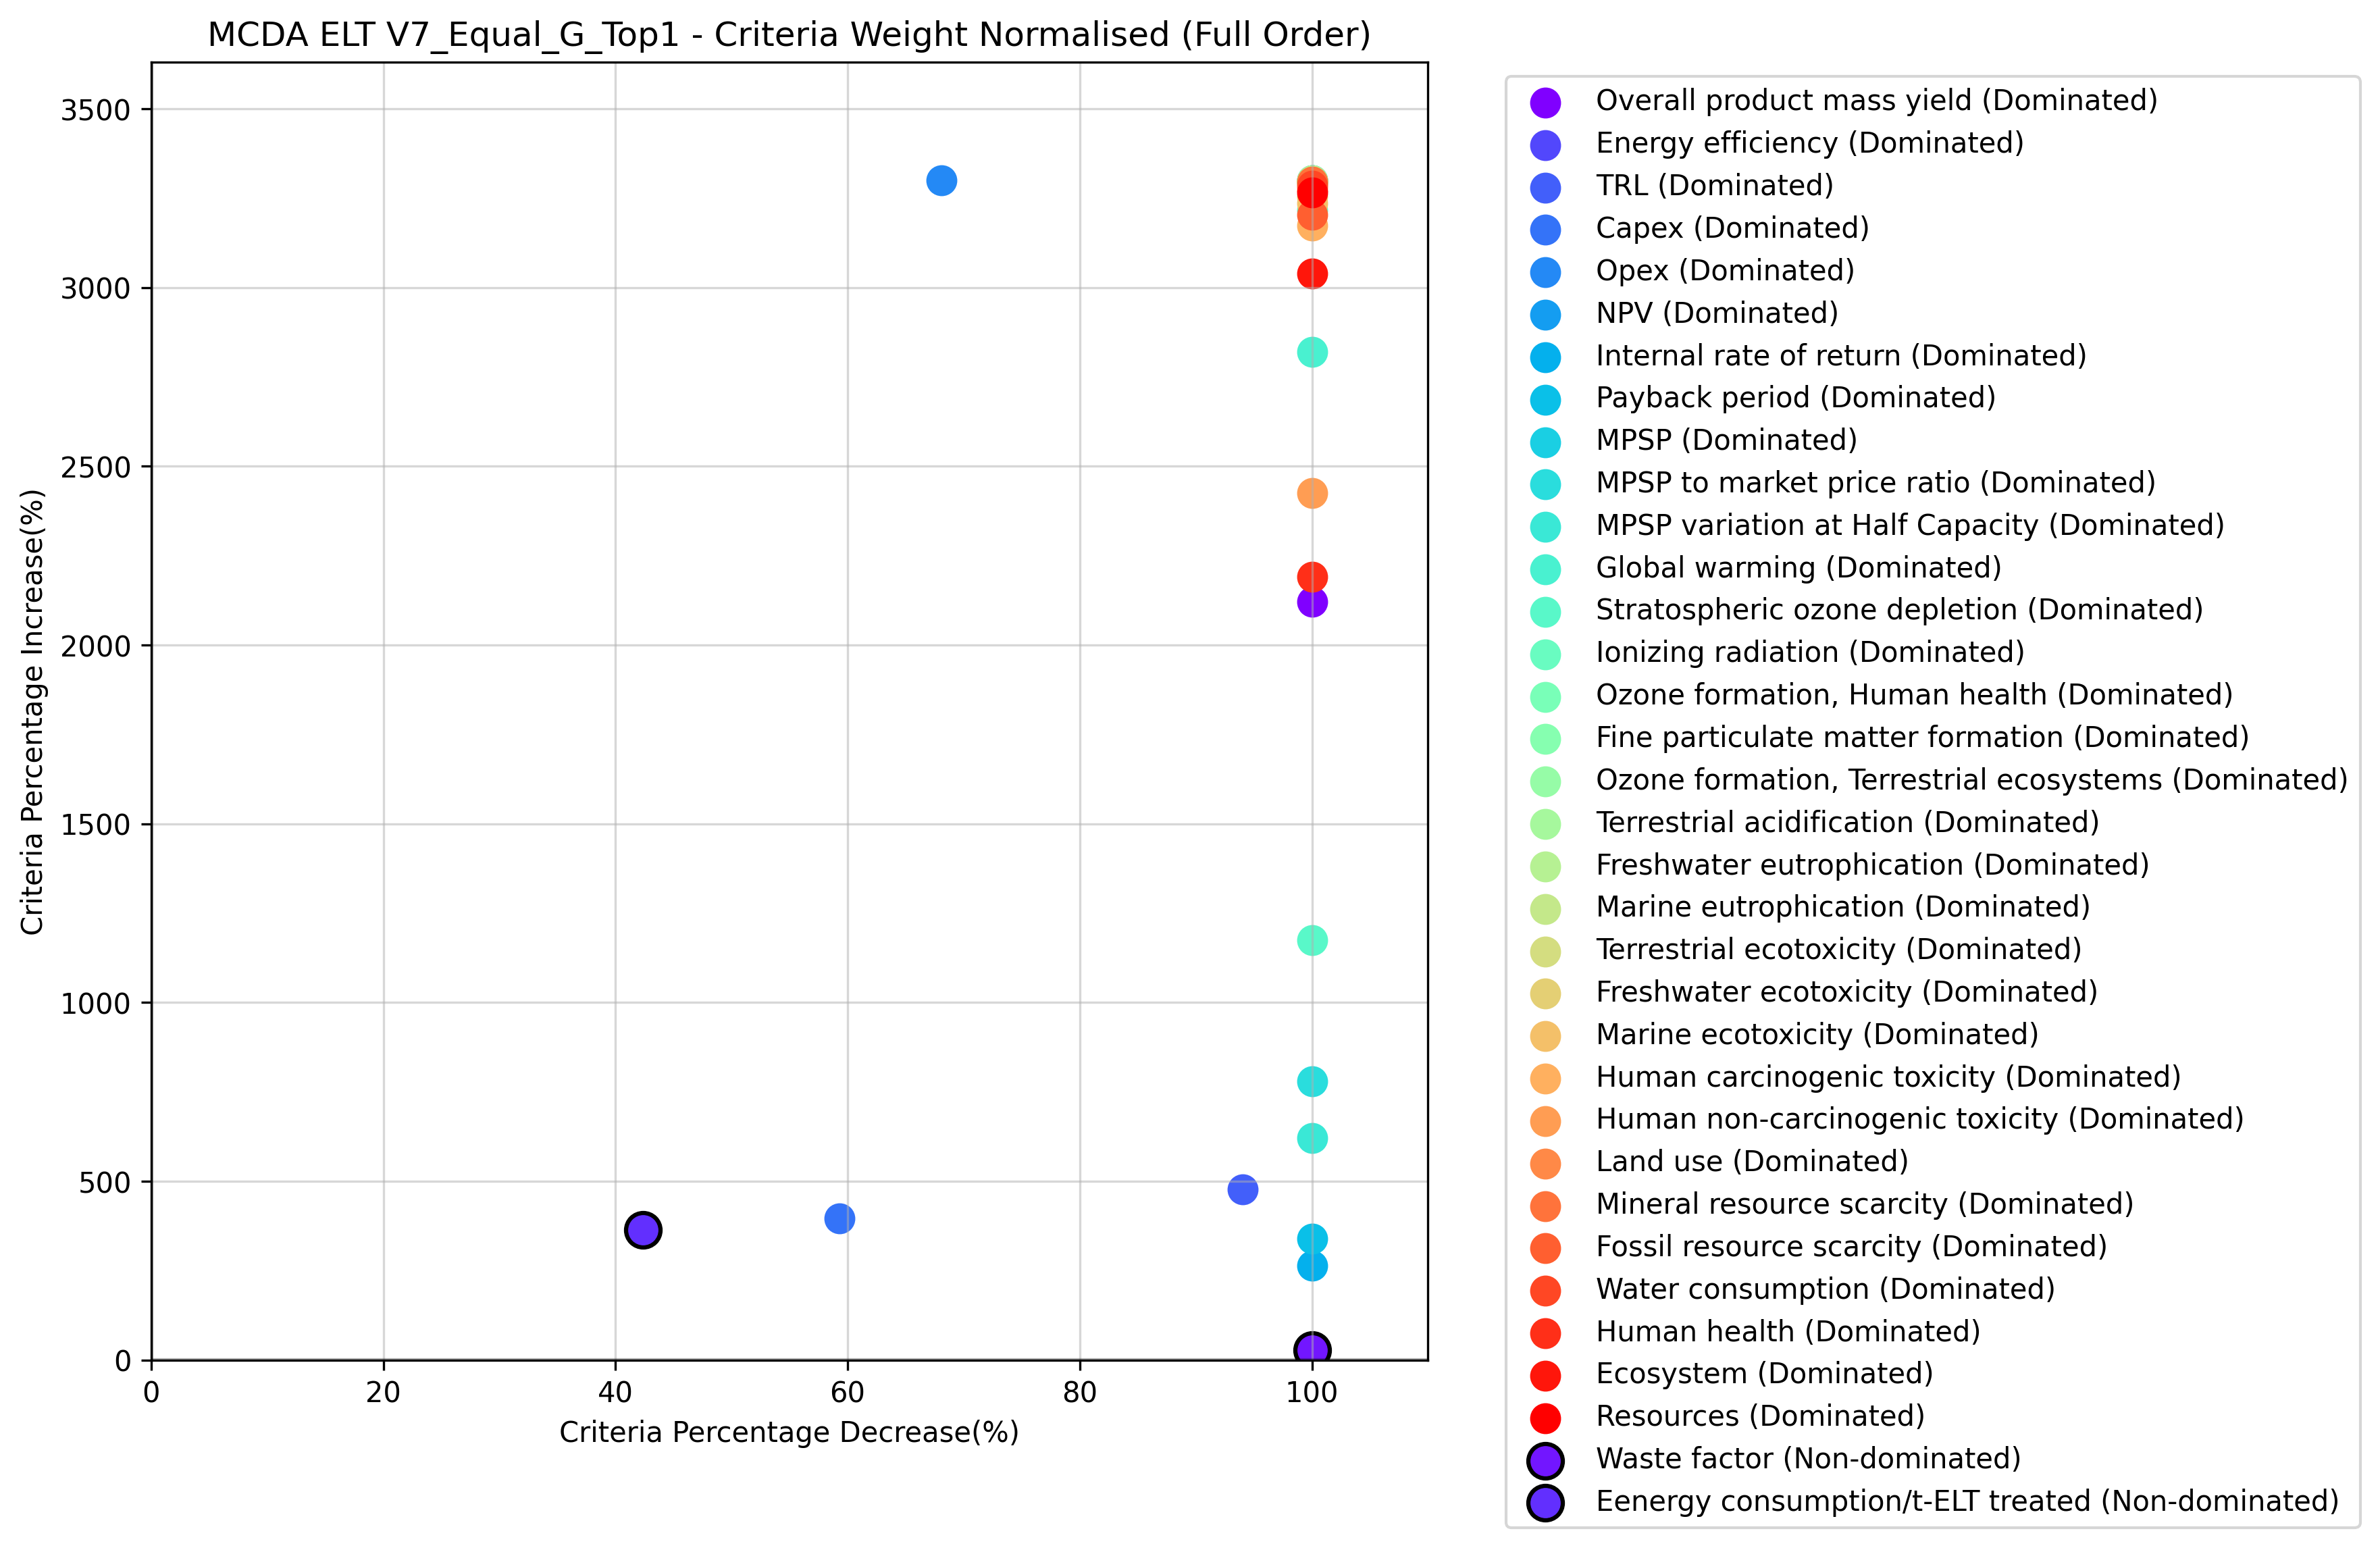 MCDA ELT V7_Equal_G_Top1 - Criteria Weight Normalised (Full Order)
Criteria Percentage Increase(%)
3500
3000
2500
2000
1500
1000
500
0
0 20 40 60 80 100
Criteria Percentage Decrease(%)
Overall product mass yield (Dominated)
Energy efficiency (Dominated)
TRL (Dominated)
Capex (Dominated)
Opex (Dominated)
NPV (Dominated)
Internal rate of return (Dominated)
Payback period (Dominated)
MPSP (Dominated)
MPSP to market price ratio (Dominated)
MPSP variation at Half Capacity (Dominated)
Global warming (Dominated)
Stratospheric ozone depletion (Dominated)
Ionizing radiation (Dominated)
Ozone formation, Human health (Dominated)
Fine particulate matter formation (Dominated)
Ozone formation, Terrestrial ecosystems (Dominated)
Terrestrial acidification (Dominated)
Freshwater eutrophication (Dominated)
Marine eutrophication (Dominated)
Terrestrial ecotoxicity (Dominated)
Freshwater ecotoxicity (Dominated)
Marine ecotoxicity (Dominated)
Human carcinogenic toxicity (Dominated)
Human non-carcinogenic toxicity (Dominated)
Land use (Dominated)
Mineral resource scarcity (Dominated)
Fossil resource scarcity (Dominated)
Water consumption (Dominated)
Human health (Dominated)
Ecosystem (Dominated)
Resources (Dominated)
Waste factor (Non-dominated)
Eenergy consumption/t-ELT treated (Non-dominated)